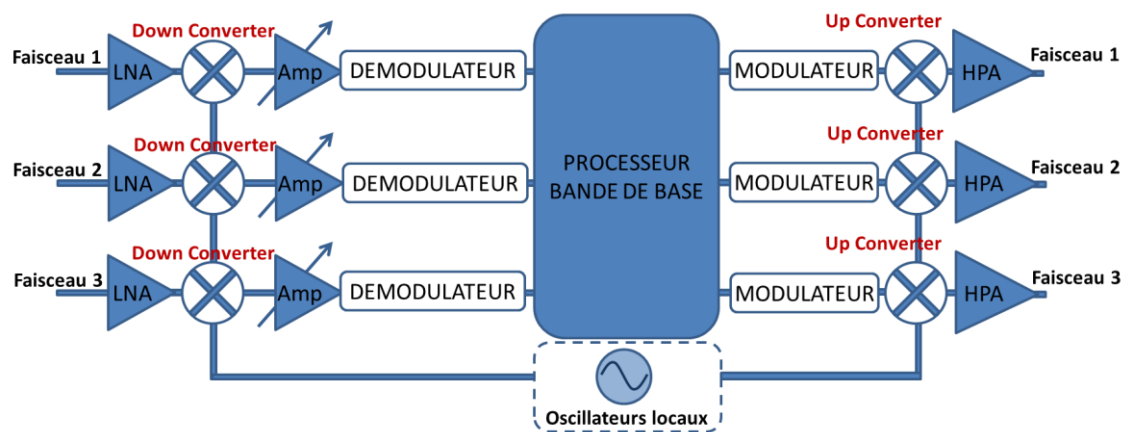 Down Converter
Up Converter
Faisceau 1
LNA
Amp
DEMODULATEUR
MODULATEUR
HPA
Faisceau 1
Down Converter
Up Converter
Faisceau 2
LNA
Amp
DEMODULATEUR
PROCESSEUR
BANDE DE BASE
MODULATEUR
HPA
Faisceau 2
Down Converter
Up Converter
Faisceau 3
LNA
Amp
DEMODULATEUR
MODULATEUR
HPA
Faisceau 3
Oscillateurs locaux